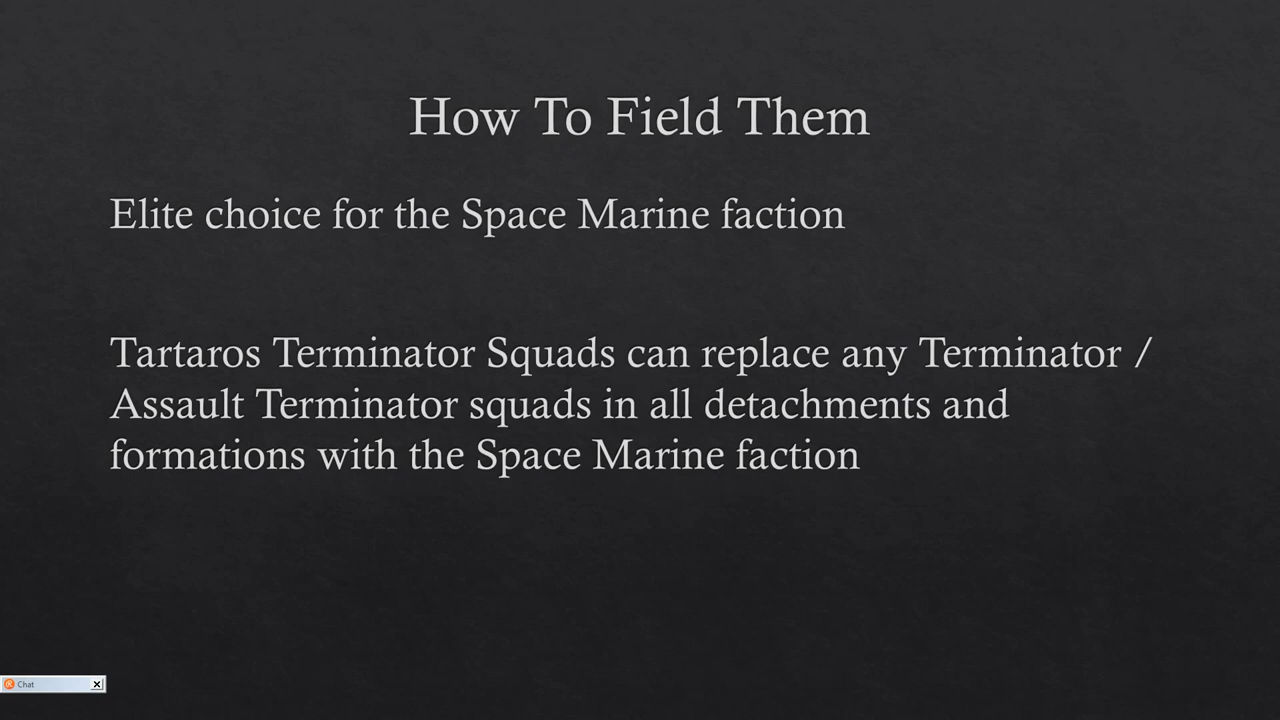 How To Field Them
Elite choice for the Space Marine faction
Tartaros Terminator Squads can replace any Terminator /
Assault Terminator squads in all detachments and
formations with the Space Marine faction
Chat